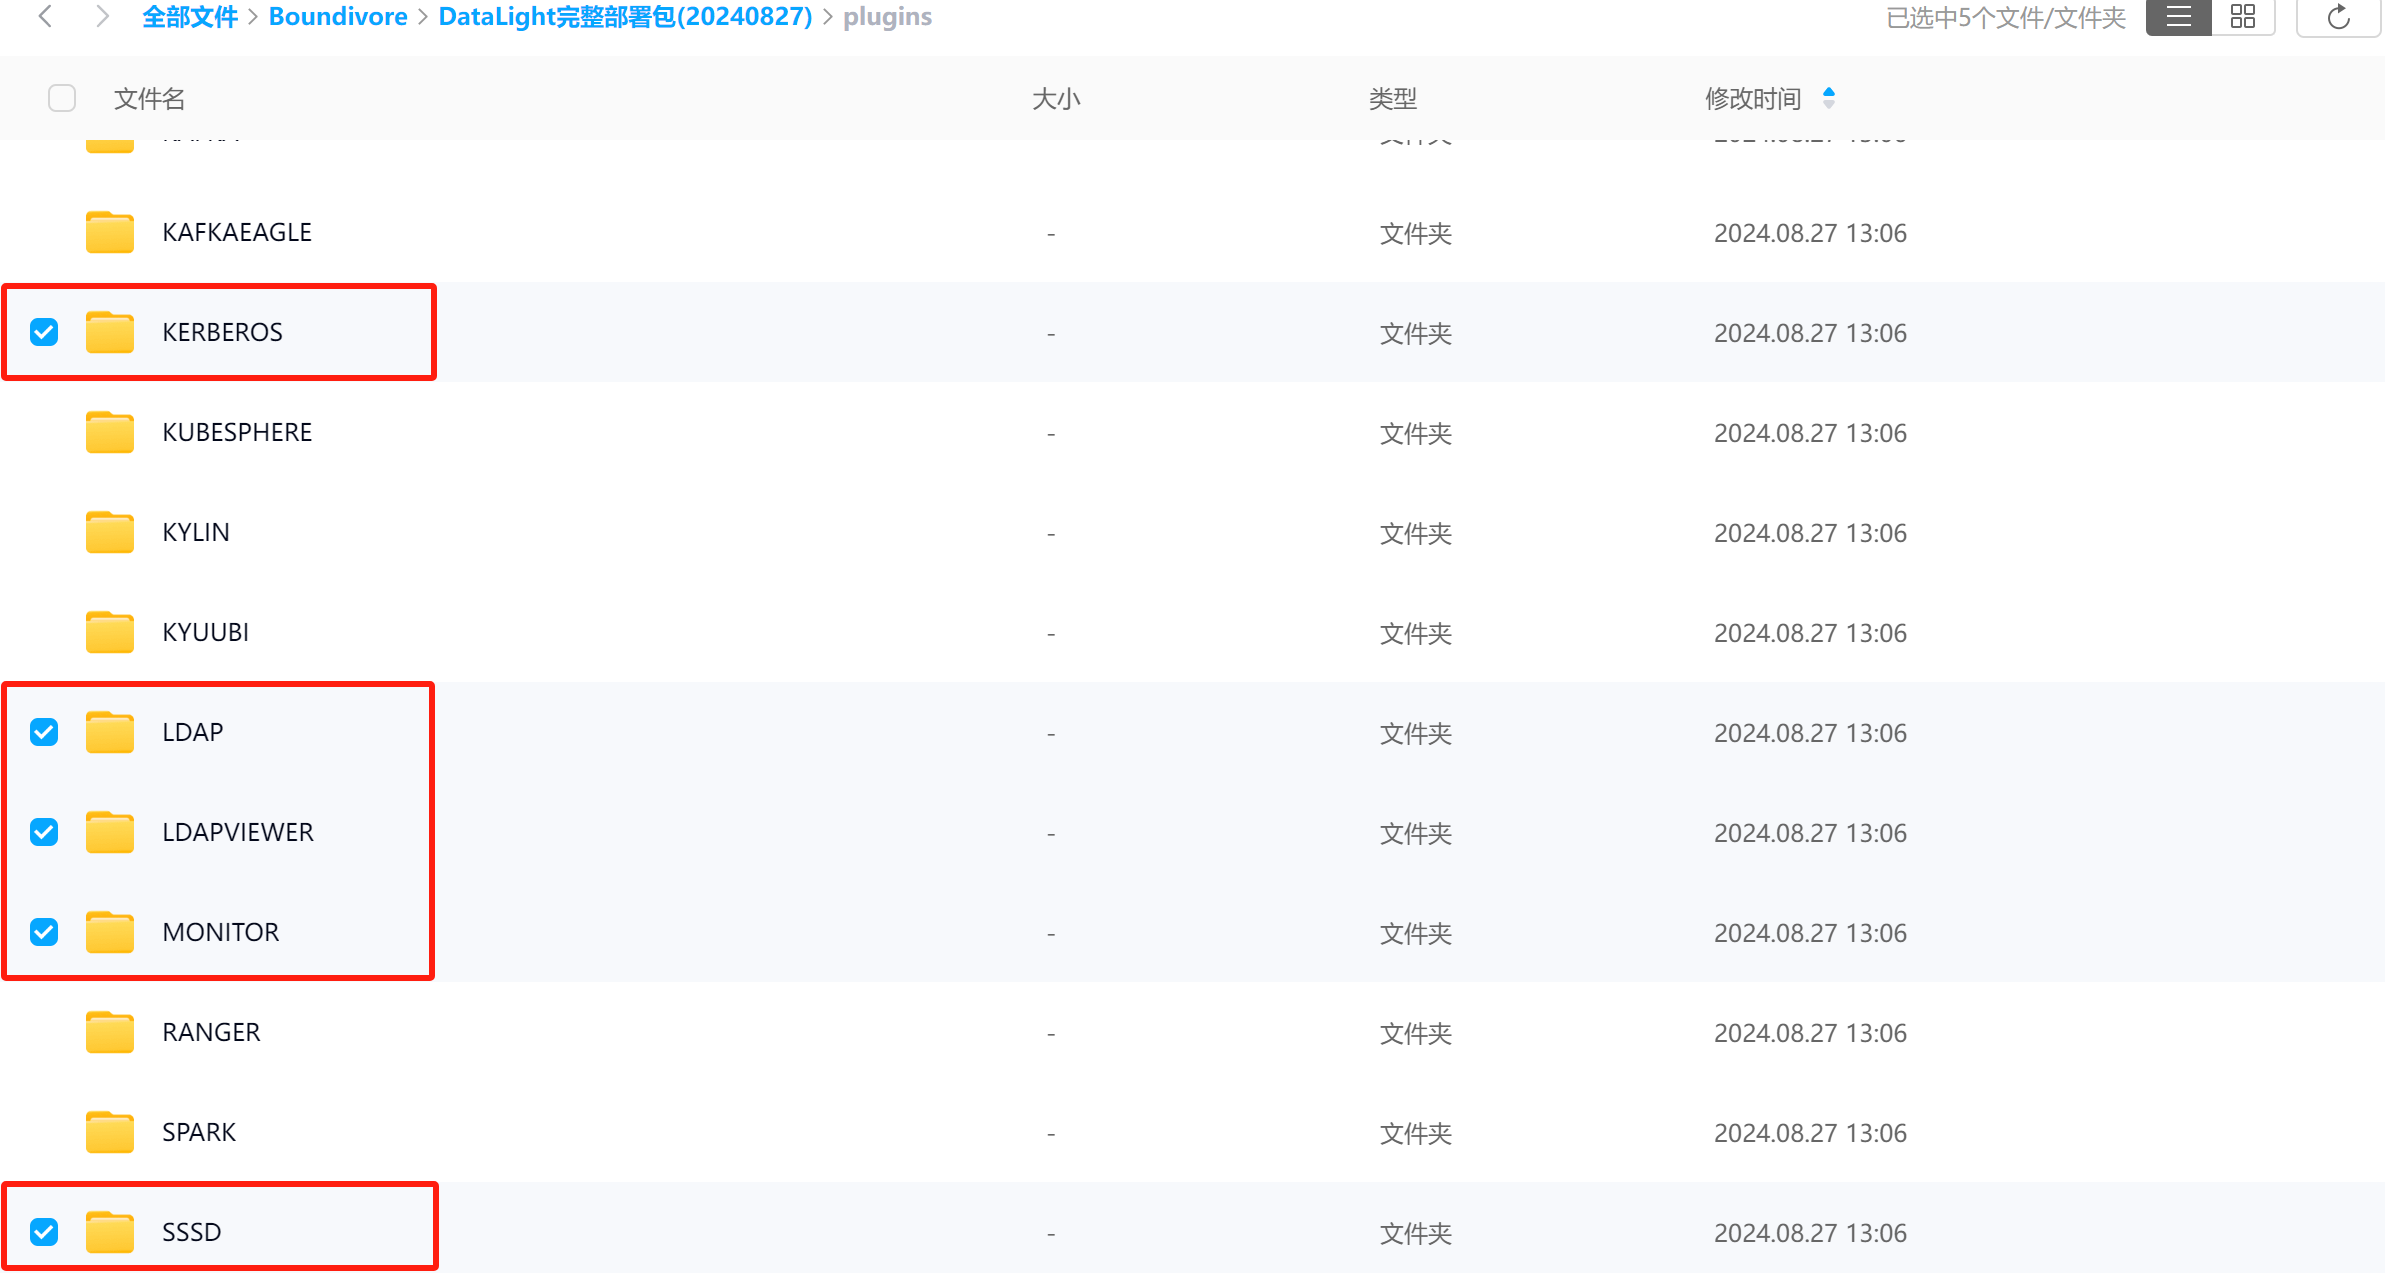 全部文件 > Boundivore > DataLight完整部署包(20240827) > plugins 已选中5个文件/文件夹
文件名 大小 类型 修改时间
KAFKAEAGLE - 文件夹 2024.08.27 13:06
KERBEROS - 文件夹 2024.08.27 13:06
KUBESPHERE - 文件夹 2024.08.27 13:06
KYLIN - 文件夹 2024.08.27 13:06
KYUUBI - 文件夹 2024.08.27 13:06
LDAP - 文件夹 2024.08.27 13:06
LDAPVIEWER - 文件夹 2024.08.27 13:06
MONITOR - 文件夹 2024.08.27 13:06
RANGER - 文件夹 2024.08.27 13:06
SPARK - 文件夹 2024.08.27 13:06
SSSD - 文件夹 2024.08.27 13:06